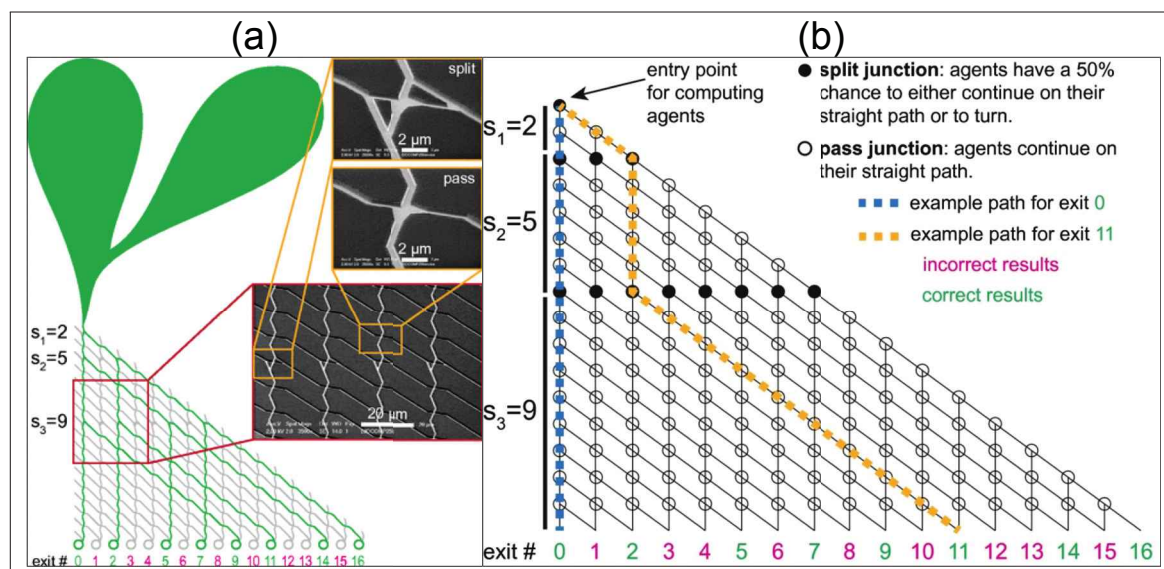 (a)
(b)
split
2 μm
pass
2 μm
20 μm
s1=2
s2=5
s3=9
exit # 0 1 2 3 4 5 6 7 8 9 10 11 12 13 14 15 16
entry point
for computing
agents
s1=2
s2=5
s3=9
split junction: agents have a 50%
chance to either continue on their
straight path or to turn.
pass junction: agents continue on
their straight path.
example path for exit 0
example path for exit 11
incorrect results
correct results
exit # 0 1 2 3 4 5 6 7 8 9 10 11 12 13 14 15 16